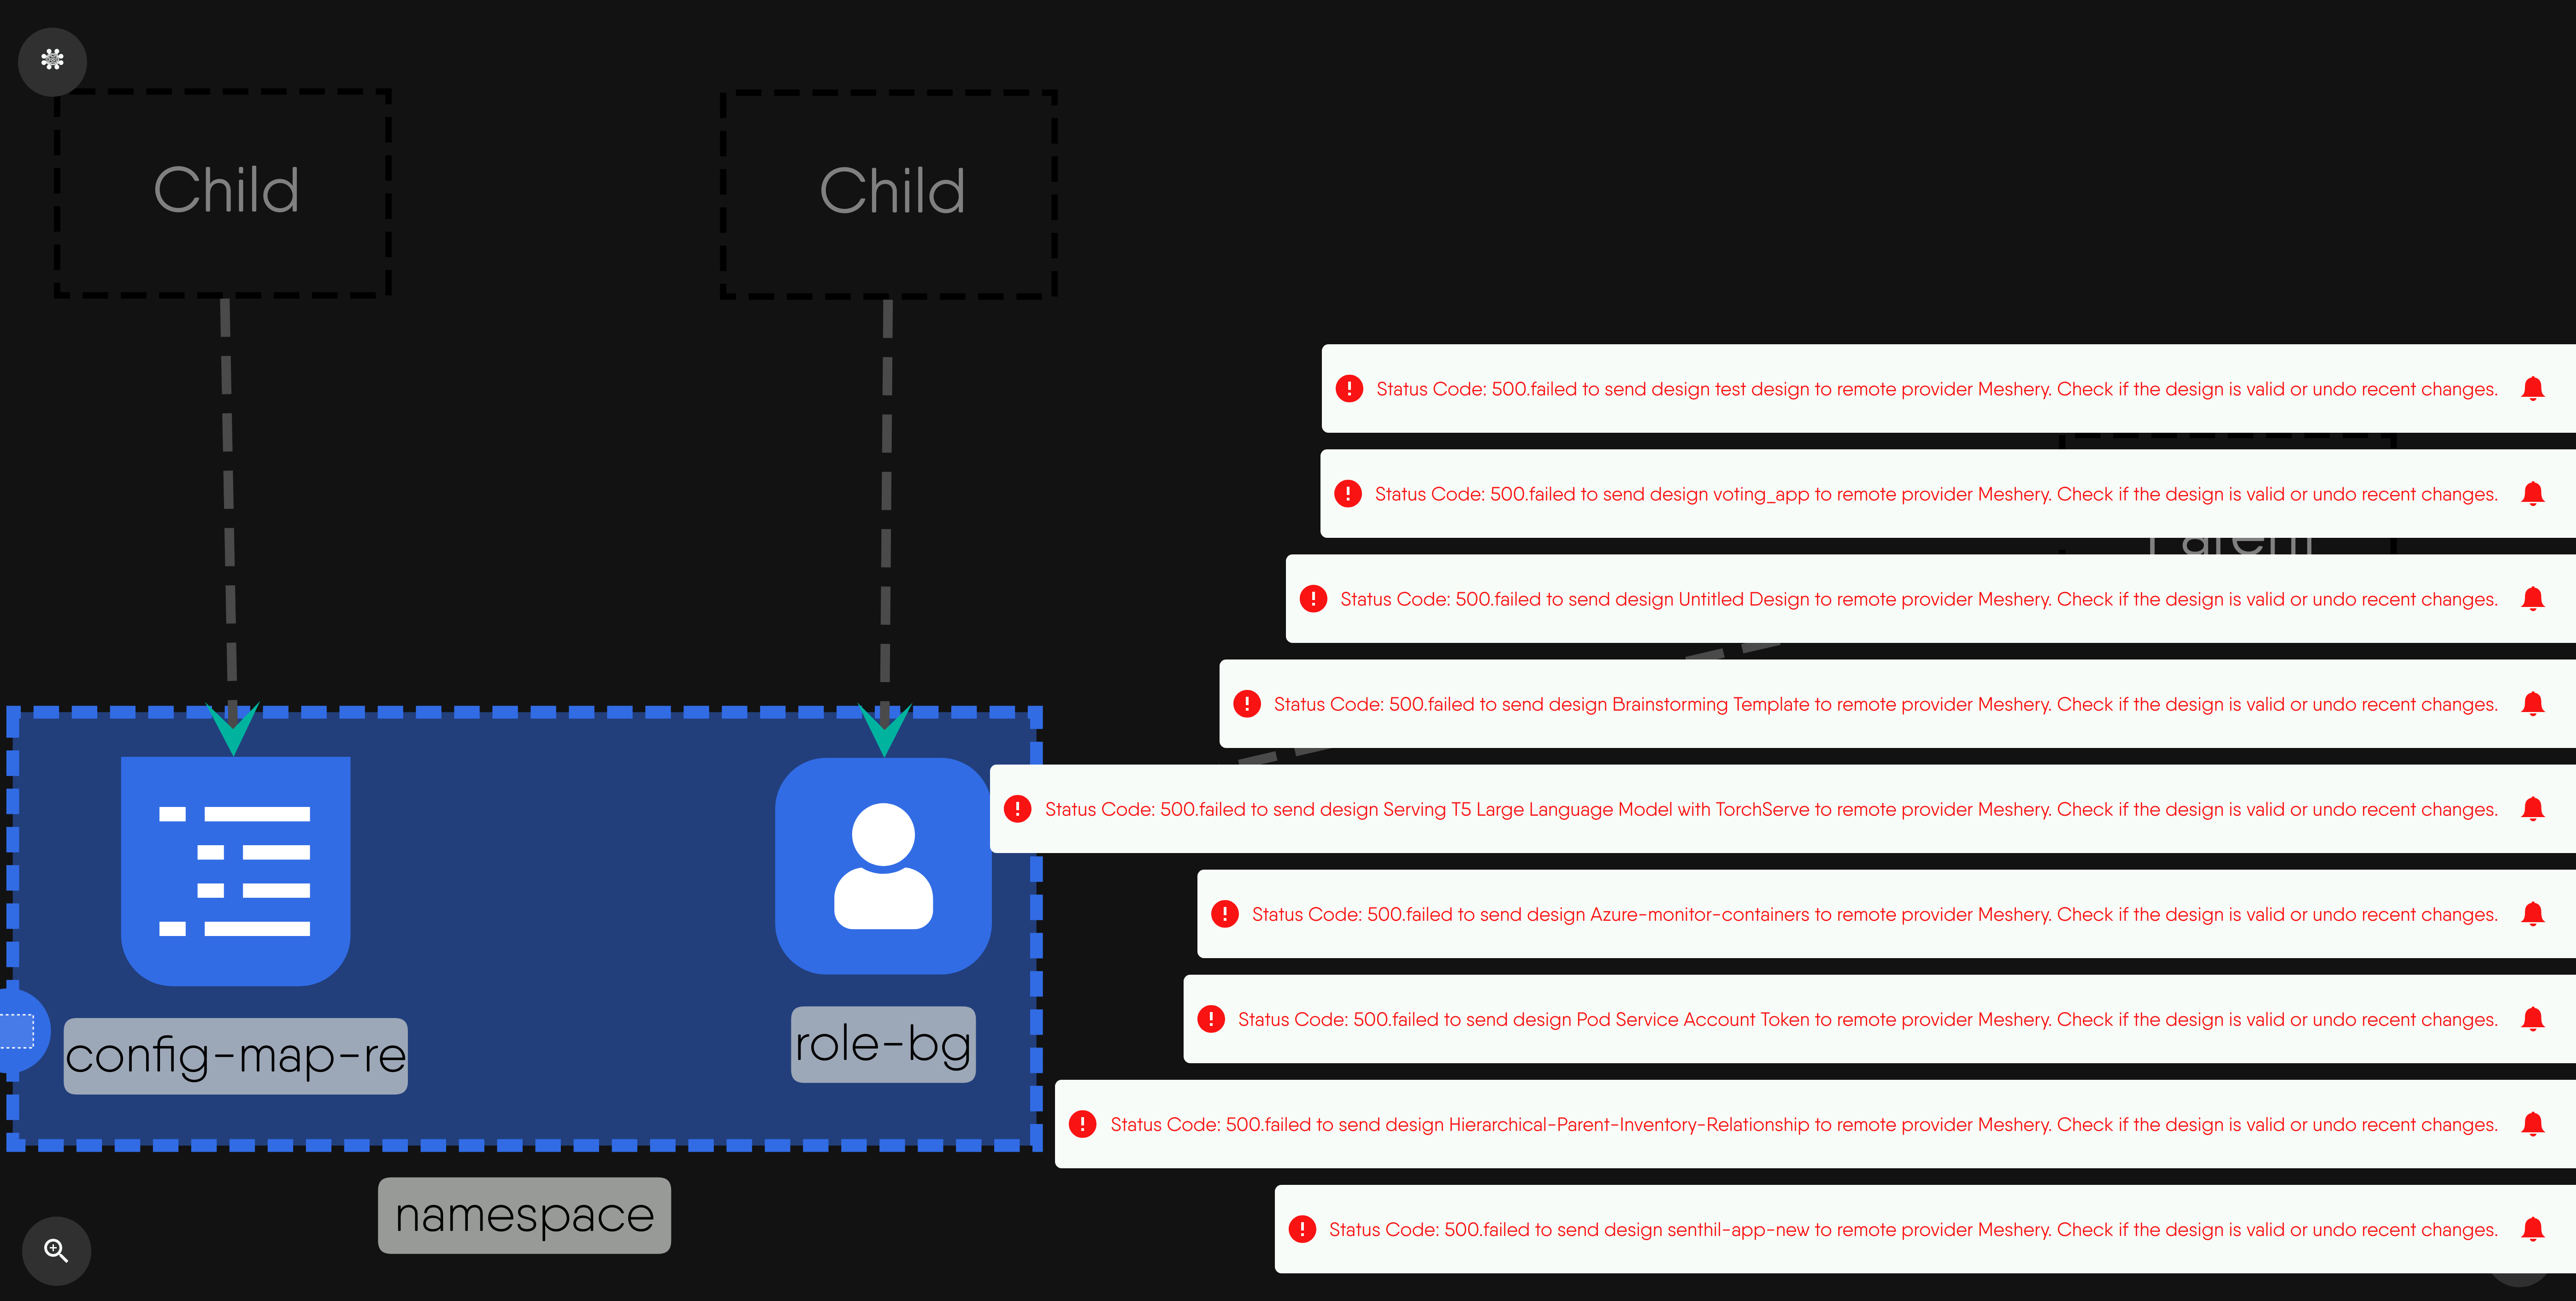 Child
Child
Status Code: 500.failed to send design test design to remote provider Meshery. Check if the design is valid or undo recent changes.
Status Code: 500.failed to send design voting_app to remote provider Meshery. Check if the design is valid or undo recent changes.
Parent
Status Code: 500.failed to send design Untitled Design to remote provider Meshery. Check if the design is valid or undo recent changes.
Status Code: 500.failed to send design Brainstorming Template to remote provider Meshery. Check if the design is valid or undo recent changes.
Status Code: 500.failed to send design Serving T5 Large Language Model with TorchServe to remote provider Meshery. Check if the design is valid or undo recent changes.
Status Code: 500.failed to send design Azure-monitor-containers to remote provider Meshery. Check if the design is valid or undo recent changes.
Status Code: 500.failed to send design Pod Service Account Token to remote provider Meshery. Check if the design is valid or undo recent changes.
config-map-re
role-bg
Status Code: 500.failed to send design Hierarchical-Parent-Inventory-Relationship to remote provider Meshery. Check if the design is valid or undo recent changes.
namespace
Status Code: 500.failed to send design senthil-app-new to remote provider Meshery. Check if the design is valid or undo recent changes.